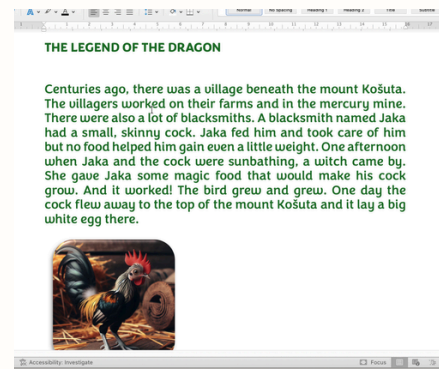 Normal No Spacing Heading 1 Heading 2 Title
THE LEGEND OF THE DRAGON
Centuries ago, there was a village beneath the mount Košuta.
The villagers worked on their farms and in the mercury mine.
There were also a lot of blacksmiths. A blacksmith named Jaka
had a small, skinny cock. Jaka fed him and took care of him
but no food helped him gain even a little weight. One afternoon
when Jaka and the cock were sunbathing, a witch came by.
She gave Jaka some magic food that would make his cock
grow. And it worked! The bird grew and grew. One day the
cock flew away to the top of the mount Košuta and it lay a big
white egg there.
Accessibility: Investigate Focus